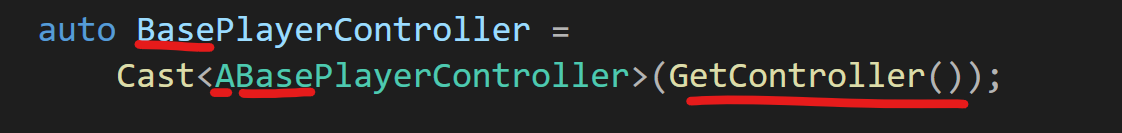 auto BasePlayerController =
Cast<ABasePlayerController>(GetController());